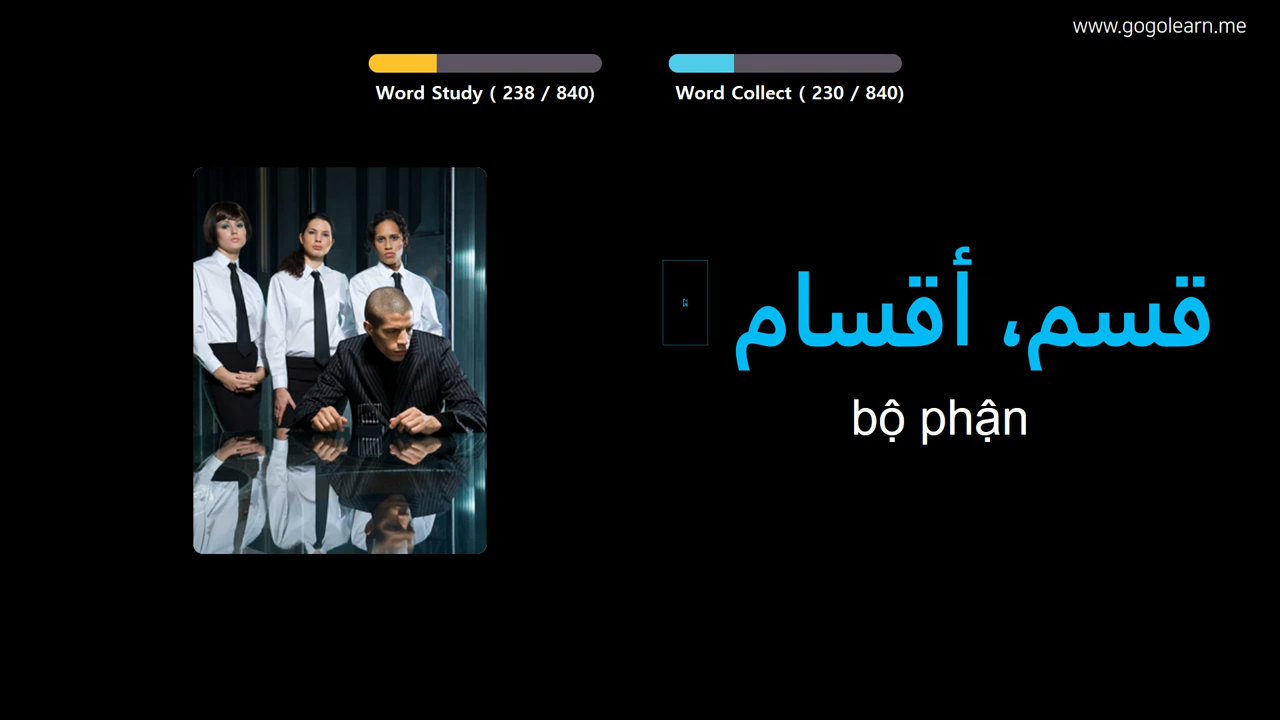 www.gogolearn.me
Word Study ( 238 / 840)
Word Collect ( 230 / 840)
قسم، أقسام
bộ phận